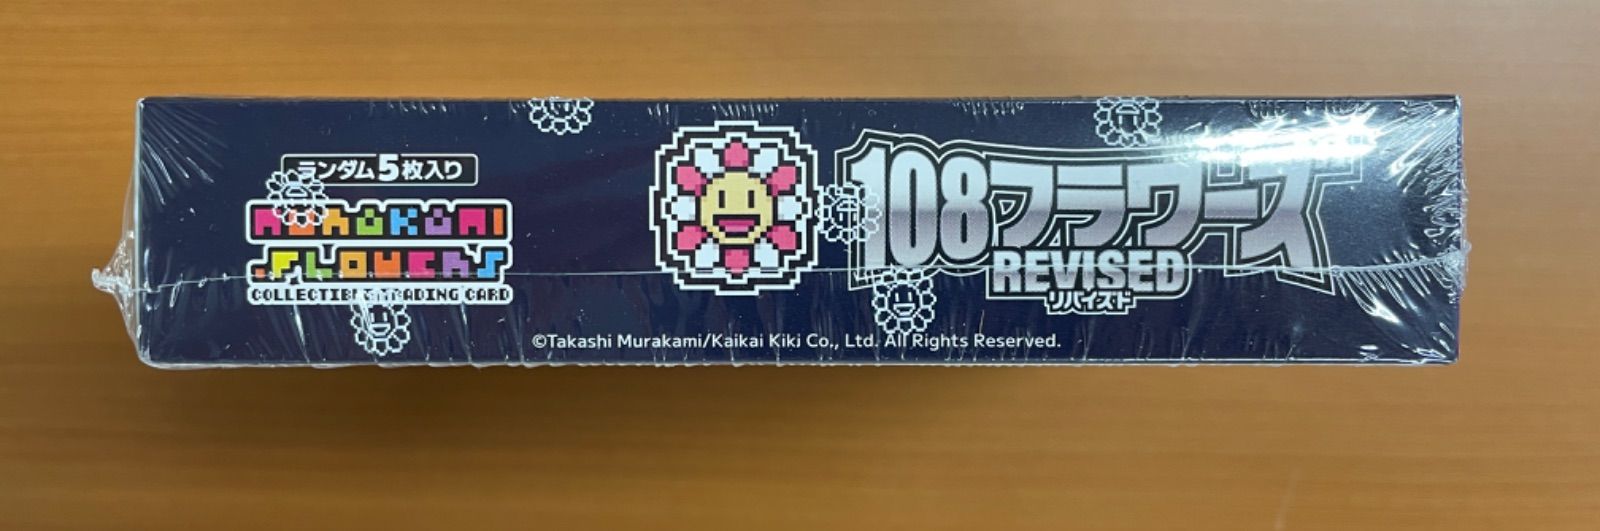 ランダム5枚入り
MURAKAMI
.FLOWERS
COLLECTIBLE TRADING CARD
108フラワーズ
REVISED
リバイズド
©Takashi Murakami/Kaikai Kiki Co., Ltd. All Rights Reserved.